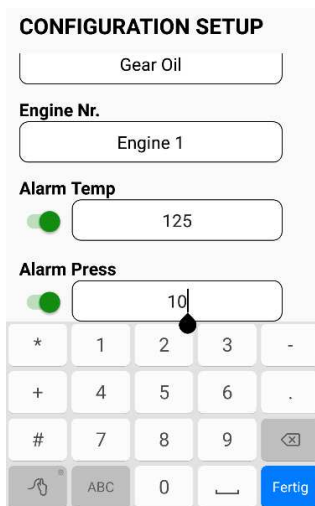 CONFIGURATION SETUP
Gear Oil
Engine Nr.
Engine 1
Alarm Temp
125
Alarm Press
10
* 1 2 3 -
+ 4 5 6 .
# 7 8 9
ABC 0 Fertig